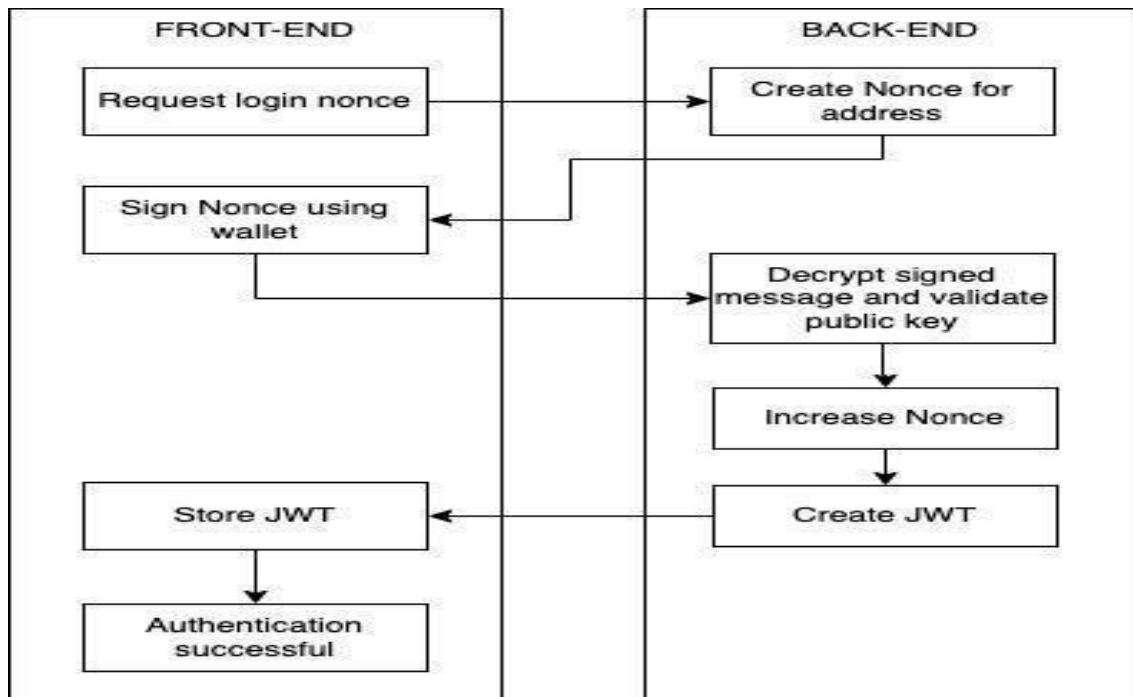 FRONT-END
BACK-END
Request login nonce
Create Nonce for
address
Sign Nonce using
wallet
Decrypt signed
message and validate
public key
Increase Nonce
Store JWT
Create JWT
Authentication
successful